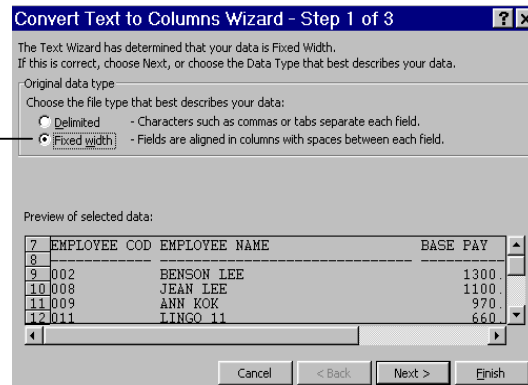 Convert Text to Columns Wizard - Step 1 of 3
The Text Wizard has determined that your data is Fixed Width.
If this is correct, choose Next, or choose the Data Type that best describes your data.
Original data type
Choose the file type that best describes your data:
Delimited - Characters such as commas or tabs separate each field.
Fixed width - Fields are aligned in columns with spaces between each field.
Preview of selected data:
7 EMPLOYEE COD EMPLOYEE NAME BASE PAY
8
9 002 BENSON LEE 1300.
10 008 JEAN LEE 1100.
11 009 ANN KOK 970.
12 011 LINGO 11 660.
Cancel < Back Next > Finish